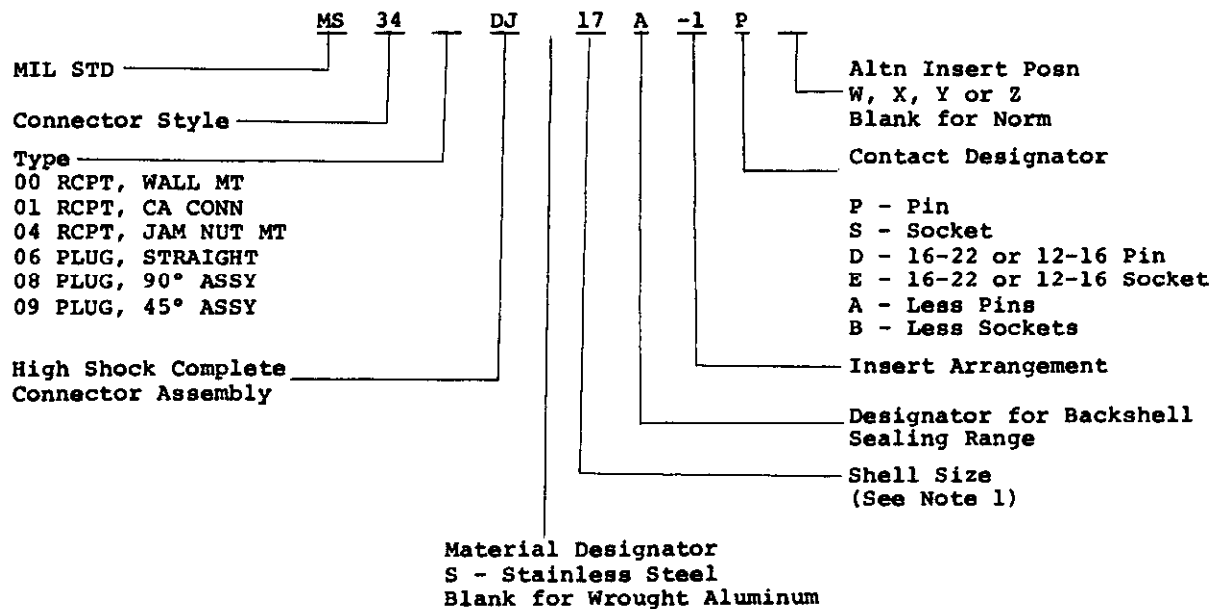 MS 34 DJ 17 A -1 P
MIL STD
Connector Style
Type
00 RCPT, WALL MT
01 RCPT, CA CONN
04 RCPT, JAM NUT MT
06 PLUG, STRAIGHT
08 PLUG, 90° ASSY
09 PLUG, 45° ASSY
High Shock Complete
Connector Assembly
Altn Insert Posn
W, X, Y or Z
Blank for Norm
Contact Designator
P - Pin
S - Socket
D - 16-22 or 12-16 Pin
E - 16-22 or 12-16 Socket
A - Less Pins
B - Less Sockets
Insert Arrangement
Designator for Backshell
Sealing Range
Shell Size
(See Note 1)
Material Designator
S - Stainless Steel
Blank for Wrought Aluminum